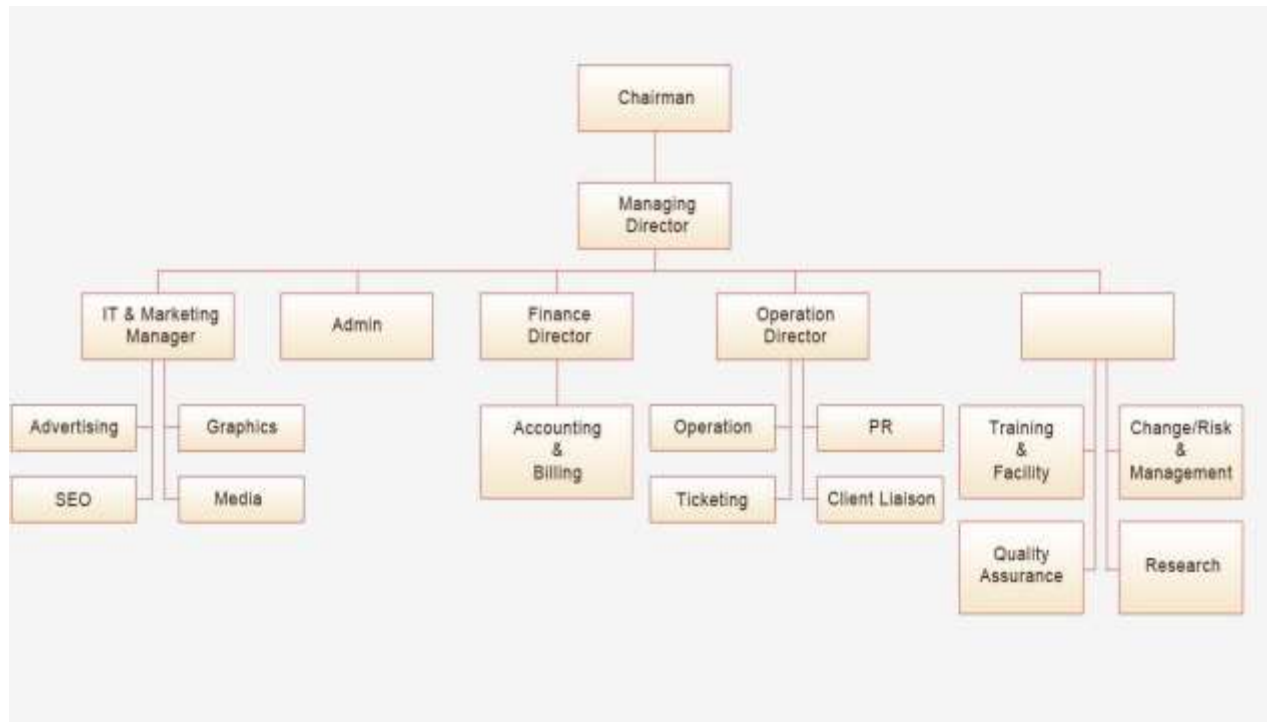 Chairman
Managing
Director
IT & Marketing
Manager
Admin
Finance
Director
Operation
Director
Advertising
Graphics
SEO
Media
Accounting
&
Billing
Operation
PR
Ticketing
Client Liaison
Training
&
Facility
Change/Risk
&
Management
Quality
Assurance
Research